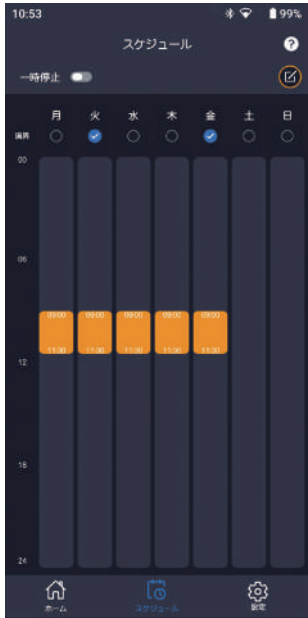 10:53 99%
スケジュール ?
一時停止
月 火 水 木 金 土 日
00
06
09:00 09:00 09:00 09:00 09:00
11:30 11:30 11:30 11:30 11:30
12
18
24
ホーム スケジュール 設定